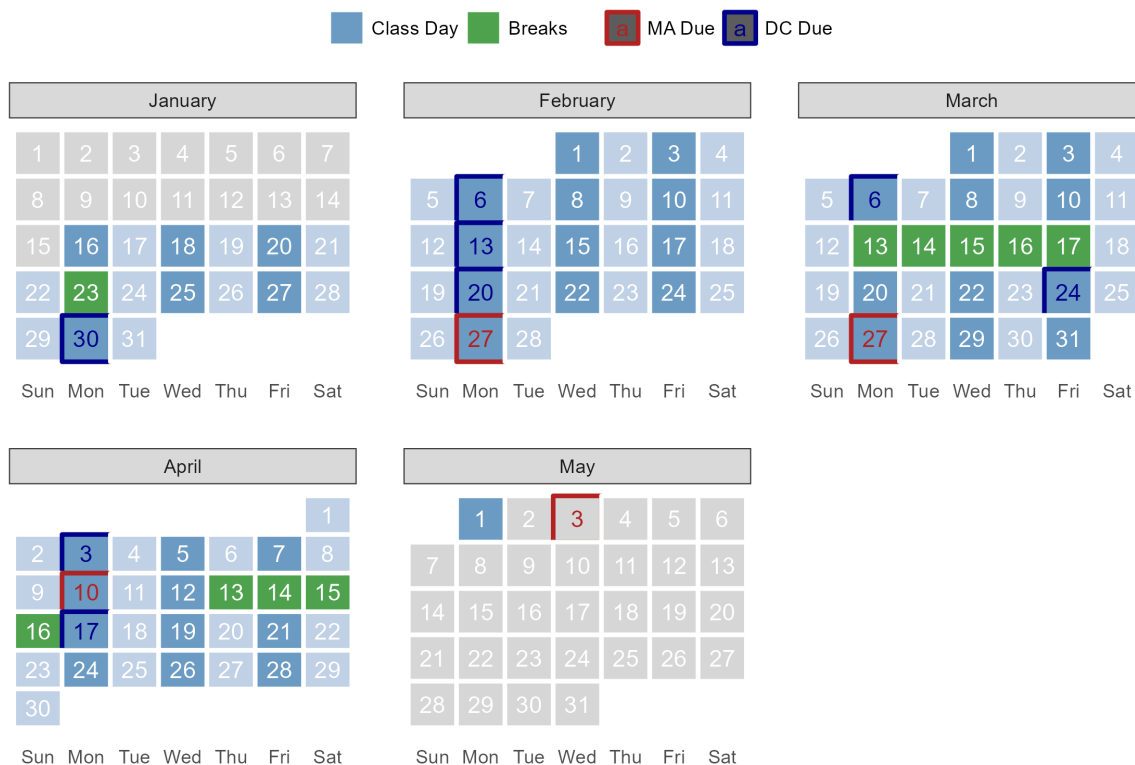 Class Day Breaks a MA Due a DC Due
January February March
1 2 3 4 5 6 7 1 2 3 4 1 2 3 4
8 9 10 11 12 13 14 5 6 7 8 9 10 11 5 6 7 8 9 10 11
15 16 17 18 19 20 21 12 13 14 15 16 17 18 12 13 14 15 16 17 18
22 23 24 25 26 27 28 19 20 21 22 23 24 25 19 20 21 22 23 24 25
29 30 31 26 27 28 26 27 28 29 30 31
Sun Mon Tue Wed Thu Fri Sat Sun Mon Tue Wed Thu Fri Sat Sun Mon Tue Wed Thu Fri Sat
April May
1 1 2 3 4 5 6
2 3 4 5 6 7 8 7 8 9 10 11 12 13
9 10 11 12 13 14 15 14 15 16 17 18 19 20
16 17 18 19 20 21 22 21 22 23 24 25 26 27
23 24 25 26 27 28 29 28 29 30 31
30
Sun Mon Tue Wed Thu Fri Sat Sun Mon Tue Wed Thu Fri Sat